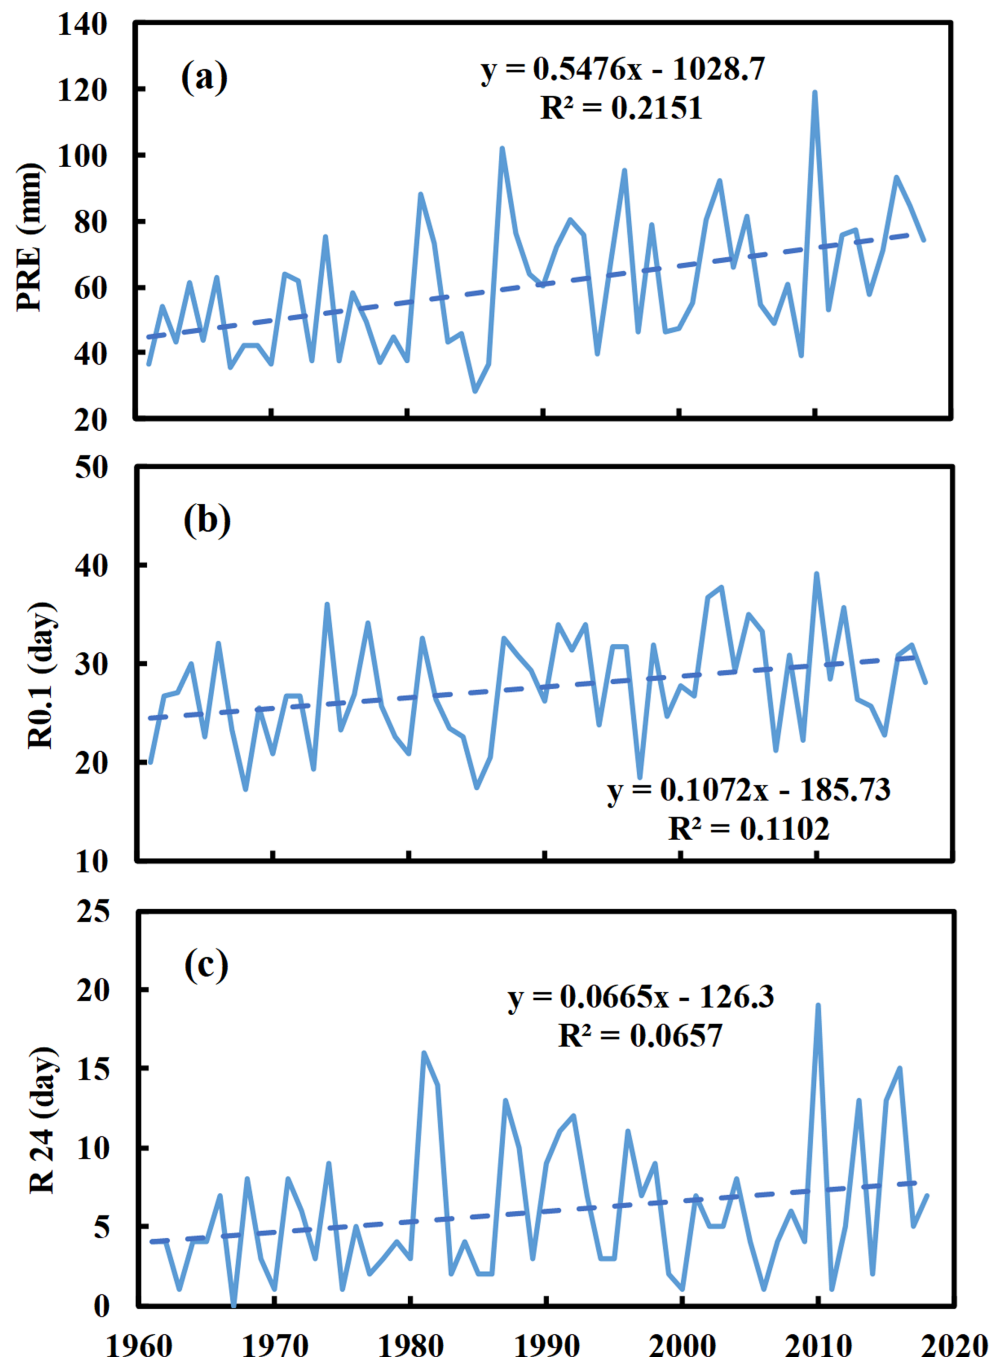 140
120
100
80
60
40
20
PRE (mm)
(a)
y = 0.5476x - 1028.7
R² = 0.2151
50
40
30
20
10
R0.1 (day)
(b)
y = 0.1072x - 185.73
R² = 0.1102
25
20
15
10
5
0
R 24 (day)
(c)
y = 0.0665x - 126.3
R² = 0.0657
1960 1970 1980 1990 2000 2010 2020